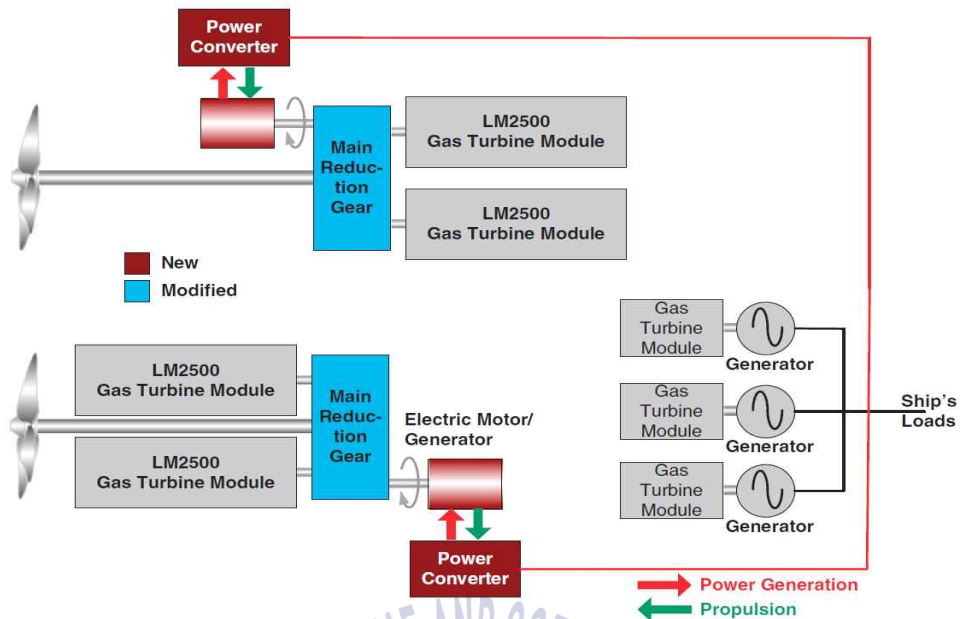 Power
Converter
LM2500
Gas Turbine Module
Main
Reduc-
tion
Gear
LM2500
Gas Turbine Module
New
Modified
Gas
Turbine
Module
Generator
LM2500
Gas Turbine Module
Main
Reduc-
tion
Gear
Electric Motor/
Generator
Gas
Turbine
Module
Generator
Ship's
Loads
LM2500
Gas Turbine Module
Gas
Turbine
Module
Generator
Power
Converter
Power Generation
Propulsion